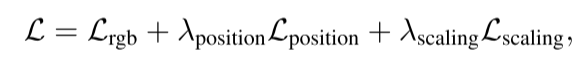 ℒ = ℒ_rgb + λ_position ℒ_position + λ_scaling ℒ_scaling,